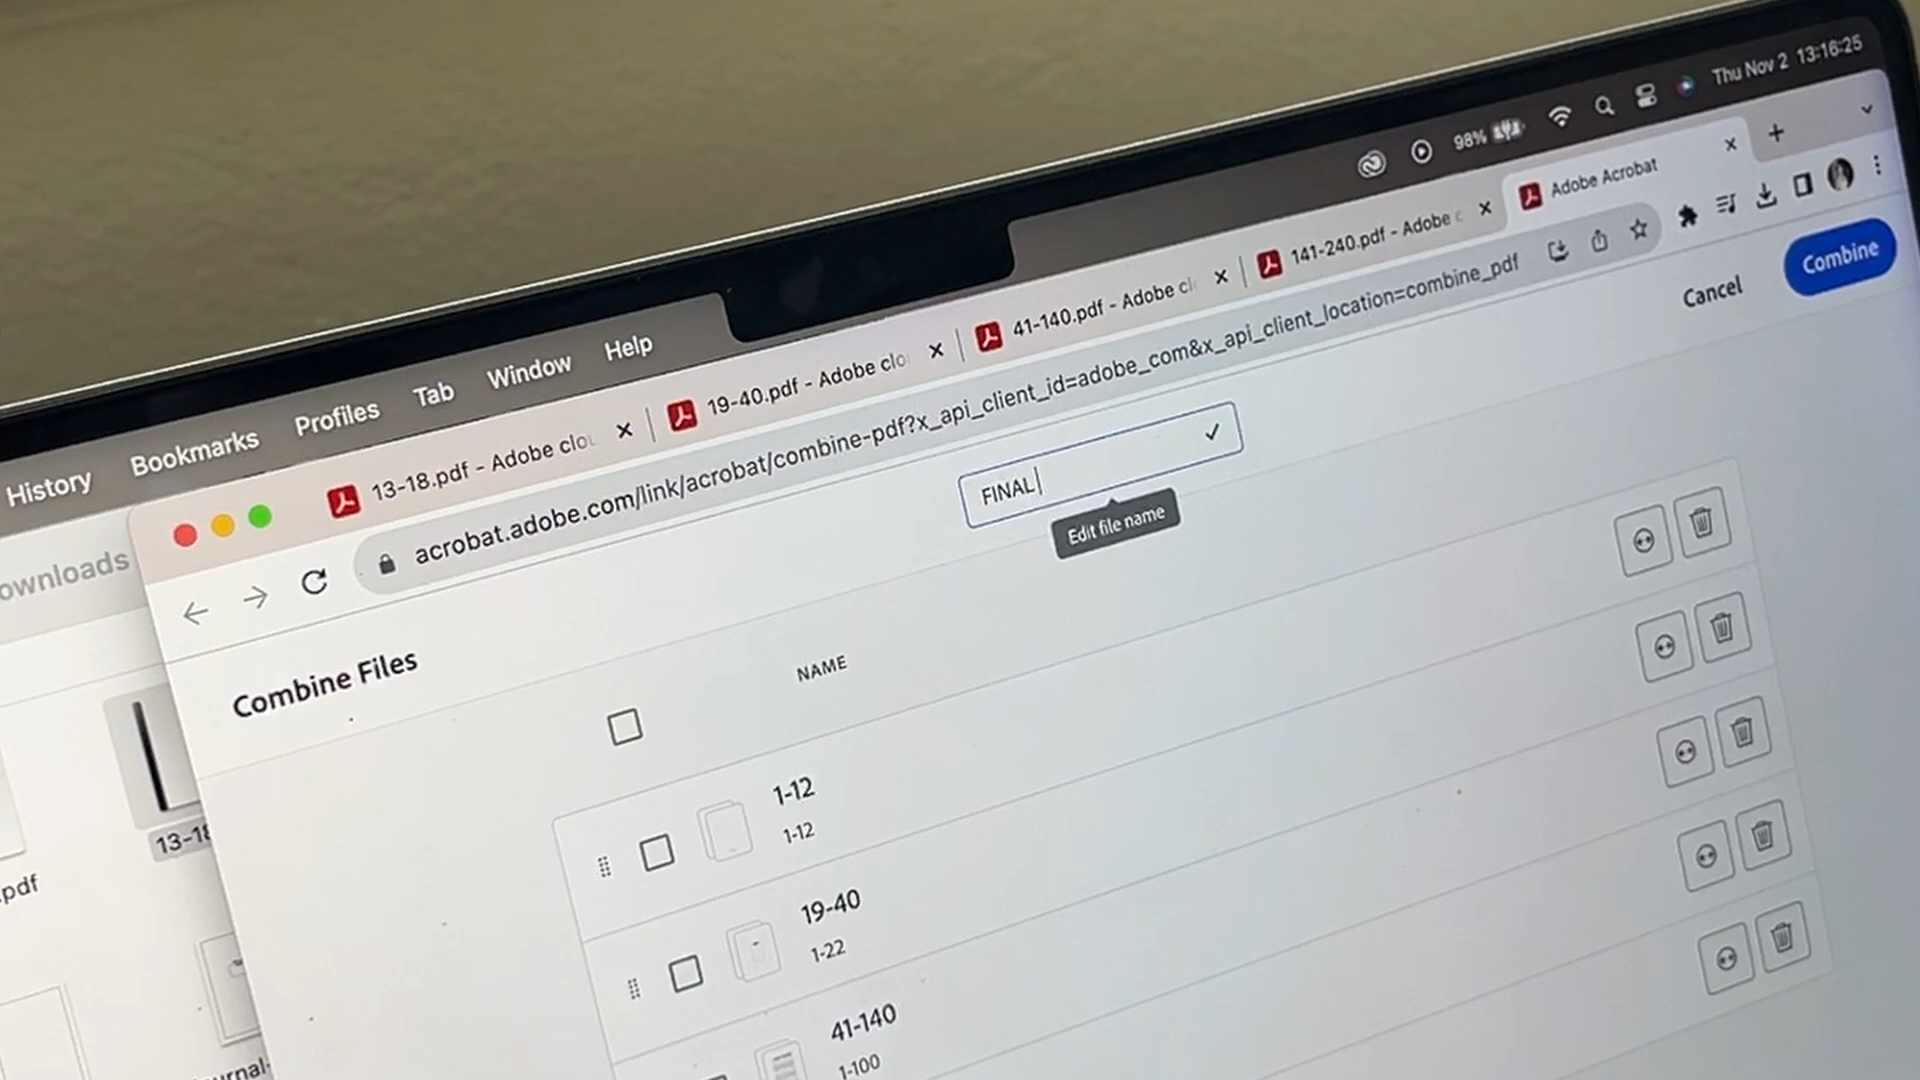 Thu Nov 2 13:16:25
98%
History Bookmarks Profiles Tab Window Help
13-18.pdf - Adobe clou
19-40.pdf - Adobe clo
41-140.pdf - Adobe cl
141-240.pdf - Adobe c
Adobe Acrobat
acrobat.adobe.com/link/acrobat/combine-pdf?x_api_client_id=adobe_com&x_api_client_location=combine_pdf
ownloads
Combine Files
FINAL
Edit file name
Cancel
Combine
NAME
1-12
1-12
19-40
1-22
41-140
1-100
13-18
.pdf
urnal-